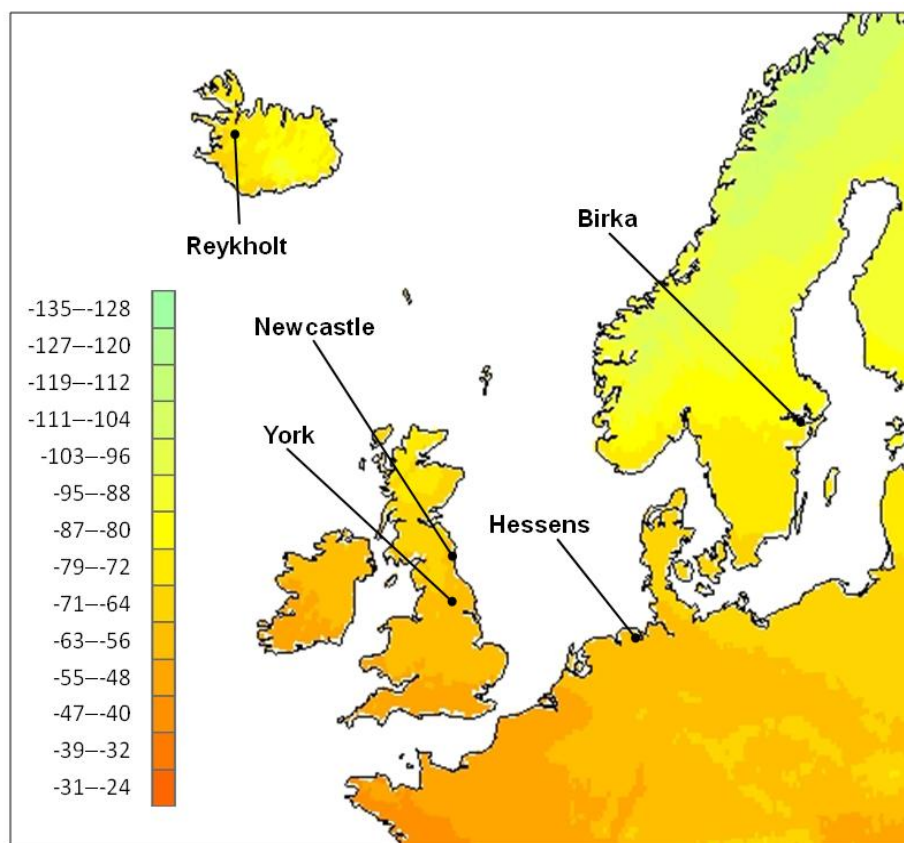 Reykholt
Birka
Newcastle
York
Hessens
-135–-128
-127–-120
-119–-112
-111–-104
-103–-96
-95–-88
-87–-80
-79–-72
-71–-64
-63–-56
-55–-48
-47–-40
-39–-32
-31–-24